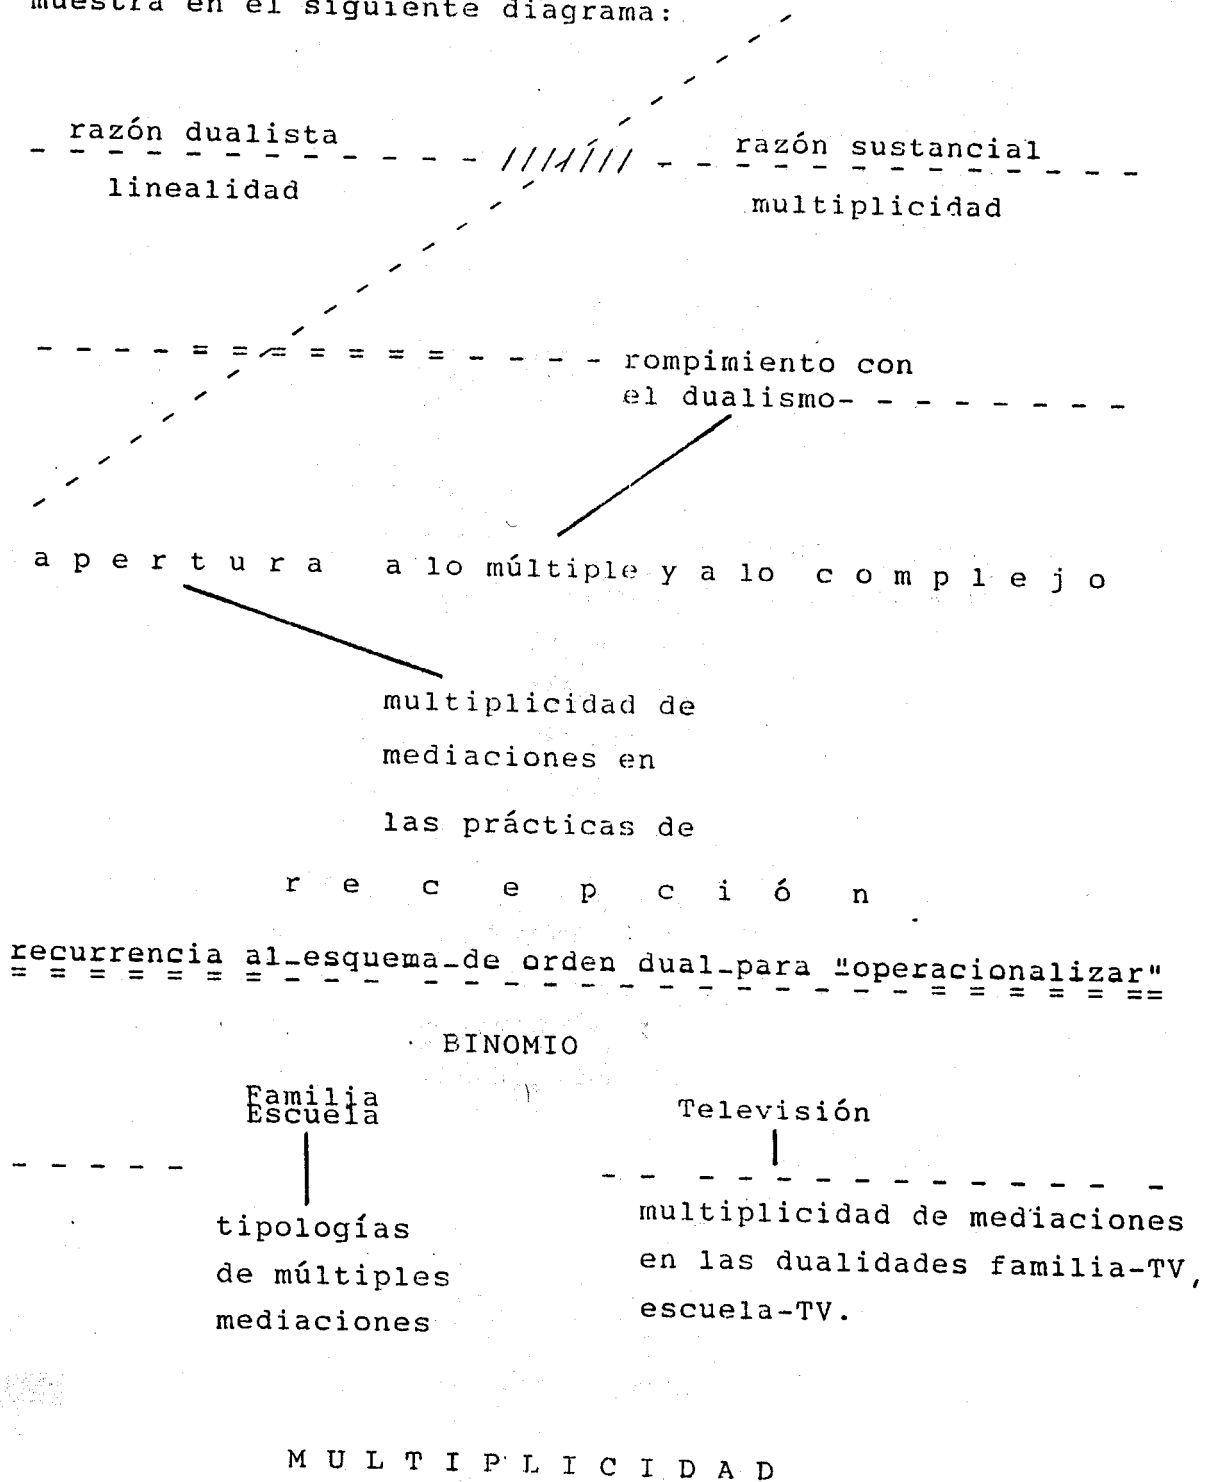 muestra en el siguiente diagrama:
razón dualista
razón sustancial
linealidad
multiplicidad
rompimiento con
el dualismo
a p e r t u r a a lo múltiple y a lo c o m p l e j o
multiplicidad de
mediaciones en
las prácticas de
r e c e p c i ó n
recurrencia al esquema de orden dual para "operacionalizar"
BINOMIO
Familia
Escuela
Televisión
tipologías
de múltiples
mediaciones
multiplicidad de mediaciones
en las dualidades familia-TV,
escuela-TV.
M U L T I P L I C I D A D